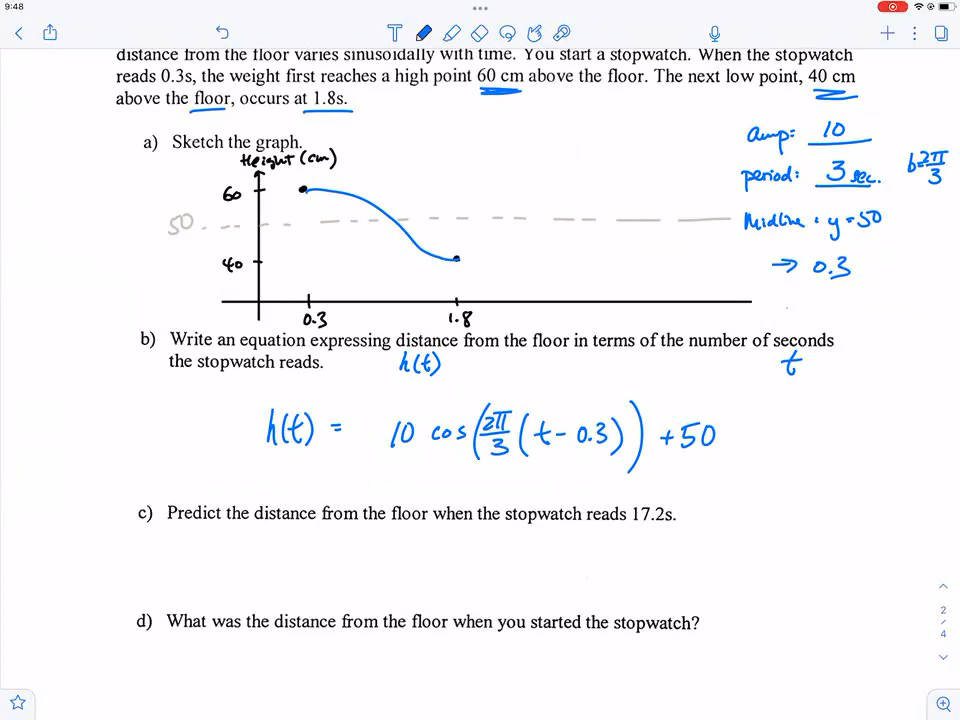 9:48
distance from the floor varies sinusoidally with time. You start a stopwatch. When the stopwatch
reads 0.3s, the weight first reaches a high point 60 cm above the floor. The next low point, 40 cm
above the floor, occurs at 1.8s.
amp: 10
a) Sketch the graph.
Height (cm)
period: 3 sec.
b=2π/3
60
50
Midline: y=50
40
→ 0.3
0.3 1.8
b) Write an equation expressing distance from the floor in terms of the number of seconds
the stopwatch reads.
h(t) t
h(t) = 10 cos(2π/3 (t - 0.3)) + 50
c) Predict the distance from the floor when the stopwatch reads 17.2s.
d) What was the distance from the floor when you started the stopwatch?
2
/
4